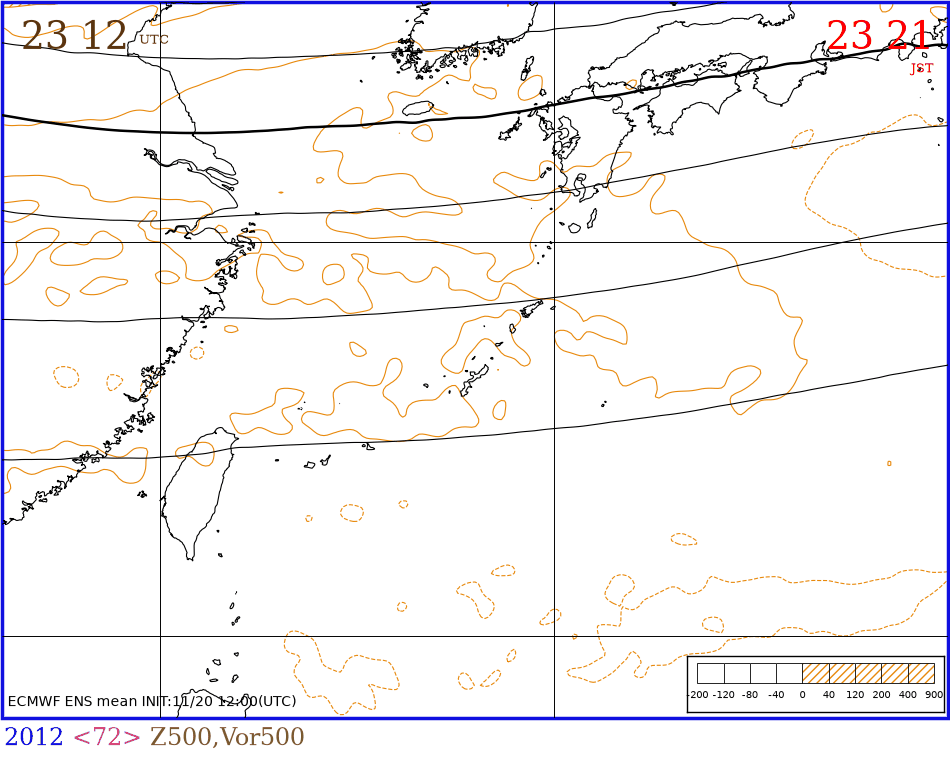 23 12 UTC
23 21
JST
-200 -120 -80 -40 0 40 120 200 400 900
ECMWF ENS mean INIT:11/20 12:00(UTC)
2012 <72> Z500,Vor500